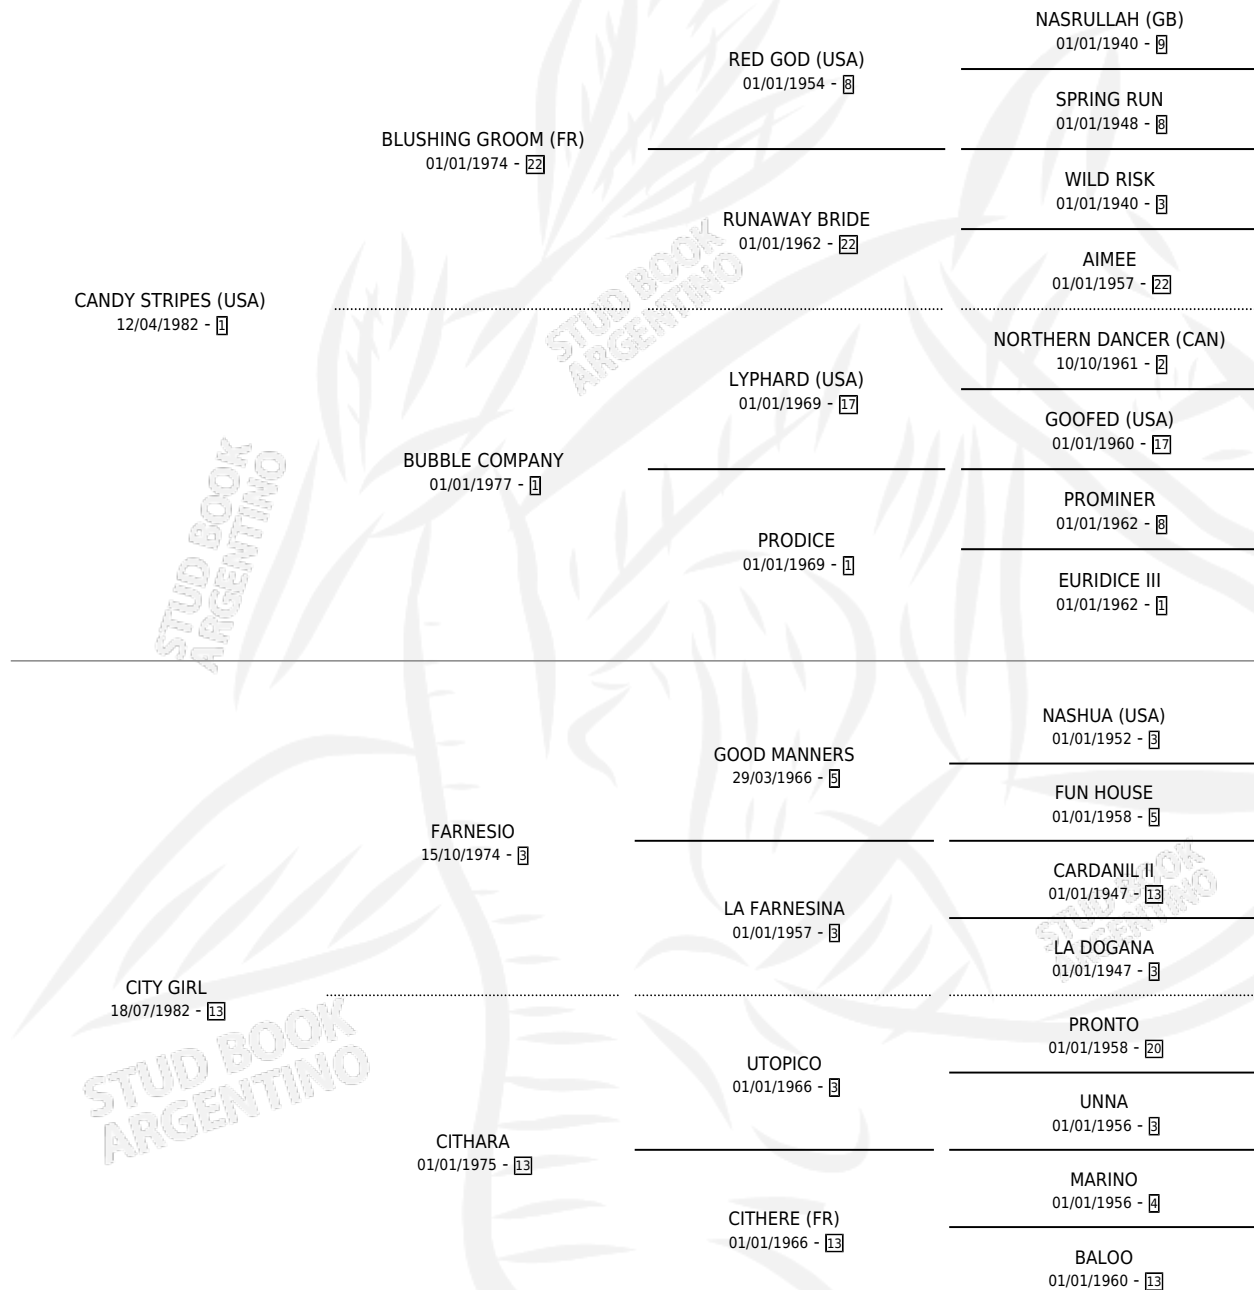 NASRULLAH (GB)
01/01/1940 - 9
RED GOD (USA)
01/01/1954 - 8
SPRING RUN
01/01/1948 - 8
BLUSHING GROOM (FR)
01/01/1974 - 22
WILD RISK
01/01/1940 - 3
RUNAWAY BRIDE
01/01/1962 - 22
AIMEE
01/01/1957 - 22
CANDY STRIPES (USA)
12/04/1982 - 1
NORTHERN DANCER (CAN)
10/10/1961 - 2
LYPHARD (USA)
01/01/1969 - 17
GOOFED (USA)
01/01/1960 - 17
BUBBLE COMPANY
01/01/1977 - 1
PROMINER
01/01/1962 - 8
PRODICE
01/01/1969 - 1
EURIDICE III
01/01/1962 - 1
NASHUA (USA)
01/01/1952 - 3
GOOD MANNERS
29/03/1966 - 5
FUN HOUSE
01/01/1958 - 5
FARNESIO
15/10/1974 - 3
CARDANIL II
01/01/1947 - 13
LA FARNESINA
01/01/1957 - 3
LA DOGANA
01/01/1947 - 3
CITY GIRL
18/07/1982 - 13
PRONTO
01/01/1958 - 20
UTOPICO
01/01/1966 - 3
UNNA
01/01/1956 - 3
CITHARA
01/01/1975 - 13
MARINO
01/01/1956 - 4
CITHERE (FR)
01/01/1966 - 13
BALOO
01/01/1960 - 13
STUD BOOK
ARGENTINO
STUD BOOK
ARGENTINO
STUD BOOK
ARGENTINO
STUD BOOK
ARGENTINO